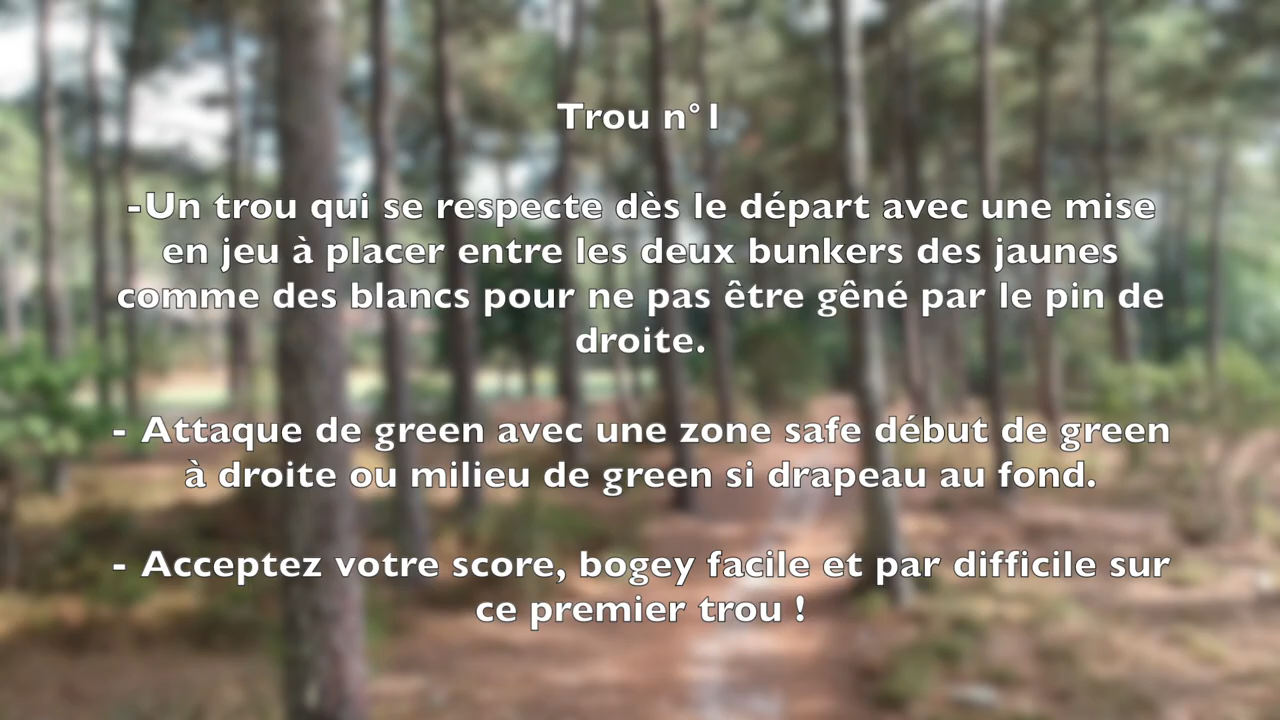 Trou n°1
-Un trou qui se respecte dès le départ avec une mise
en jeu à placer entre les deux bunkers des jaunes
comme des blancs pour ne pas être gêné par le pin de
droite.
- Attaque de green avec une zone safe début de green
à droite ou milieu de green si drapeau au fond.
- Acceptez votre score, bogey facile et par difficile sur
ce premier trou !